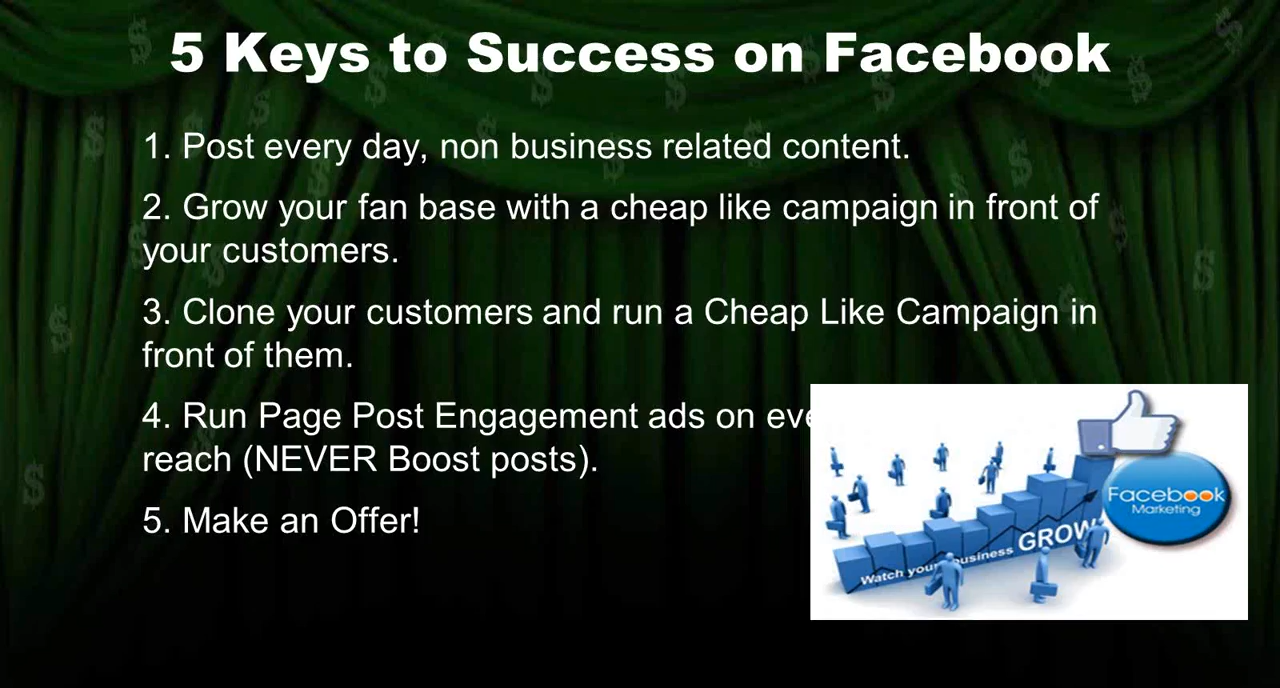 5 Keys to Success on Facebook
1. Post every day, non business related content.
2. Grow your fan base with a cheap like campaign in front of
your customers.
3. Clone your customers and run a Cheap Like Campaign in
front of them.
4. Run Page Post Engagement ads on
reach (NEVER Boost posts).
5. Make an Offer!
Facebook
Marketing
Watch your business GROW